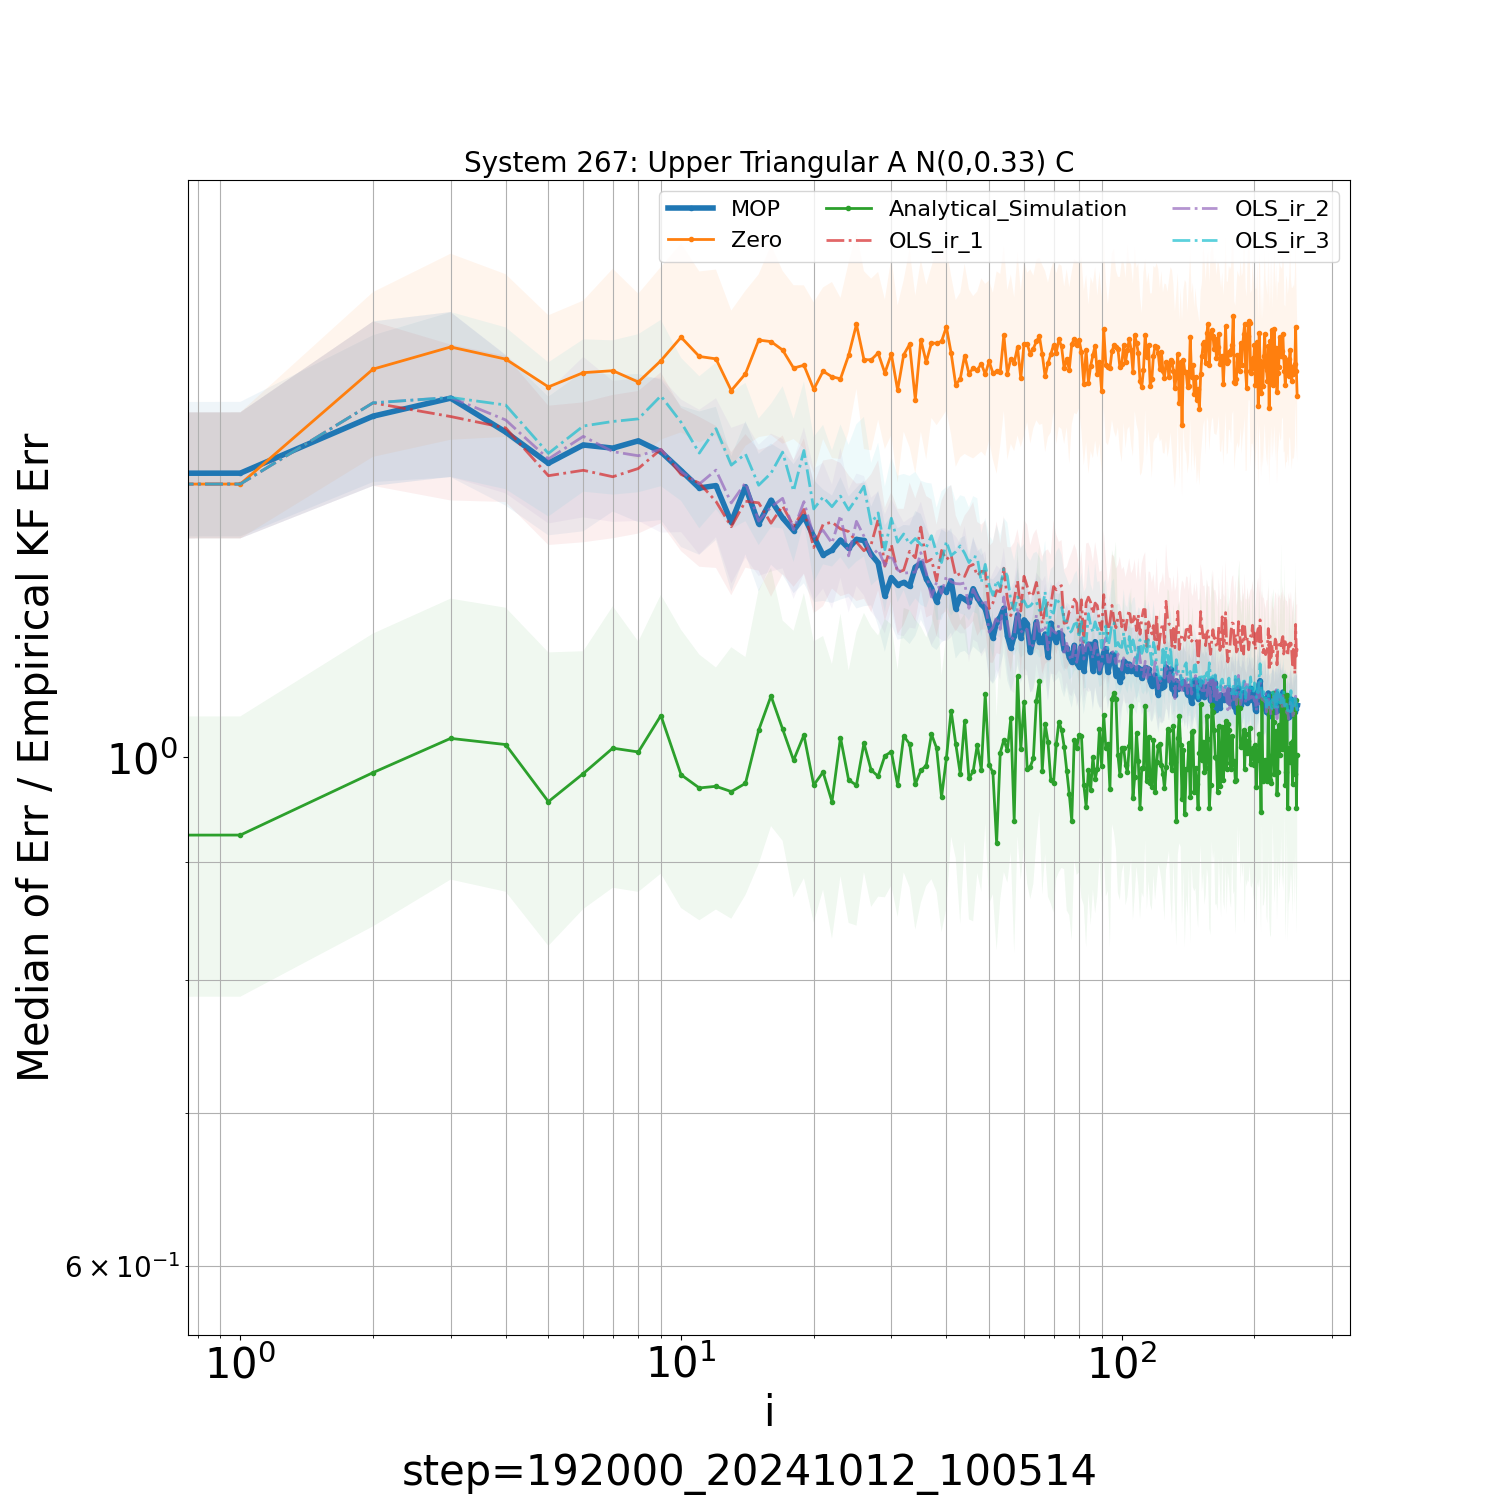 System 267: Upper Triangular A N(0,0.33) C
MOP
Zero
Analytical_Simulation
OLS_ir_1
OLS_ir_2
OLS_ir_3
Median of Err / Empirical KF Err
10⁰
6 × 10⁻¹
10⁰
10¹
10²
i
step=192000_20241012_100514